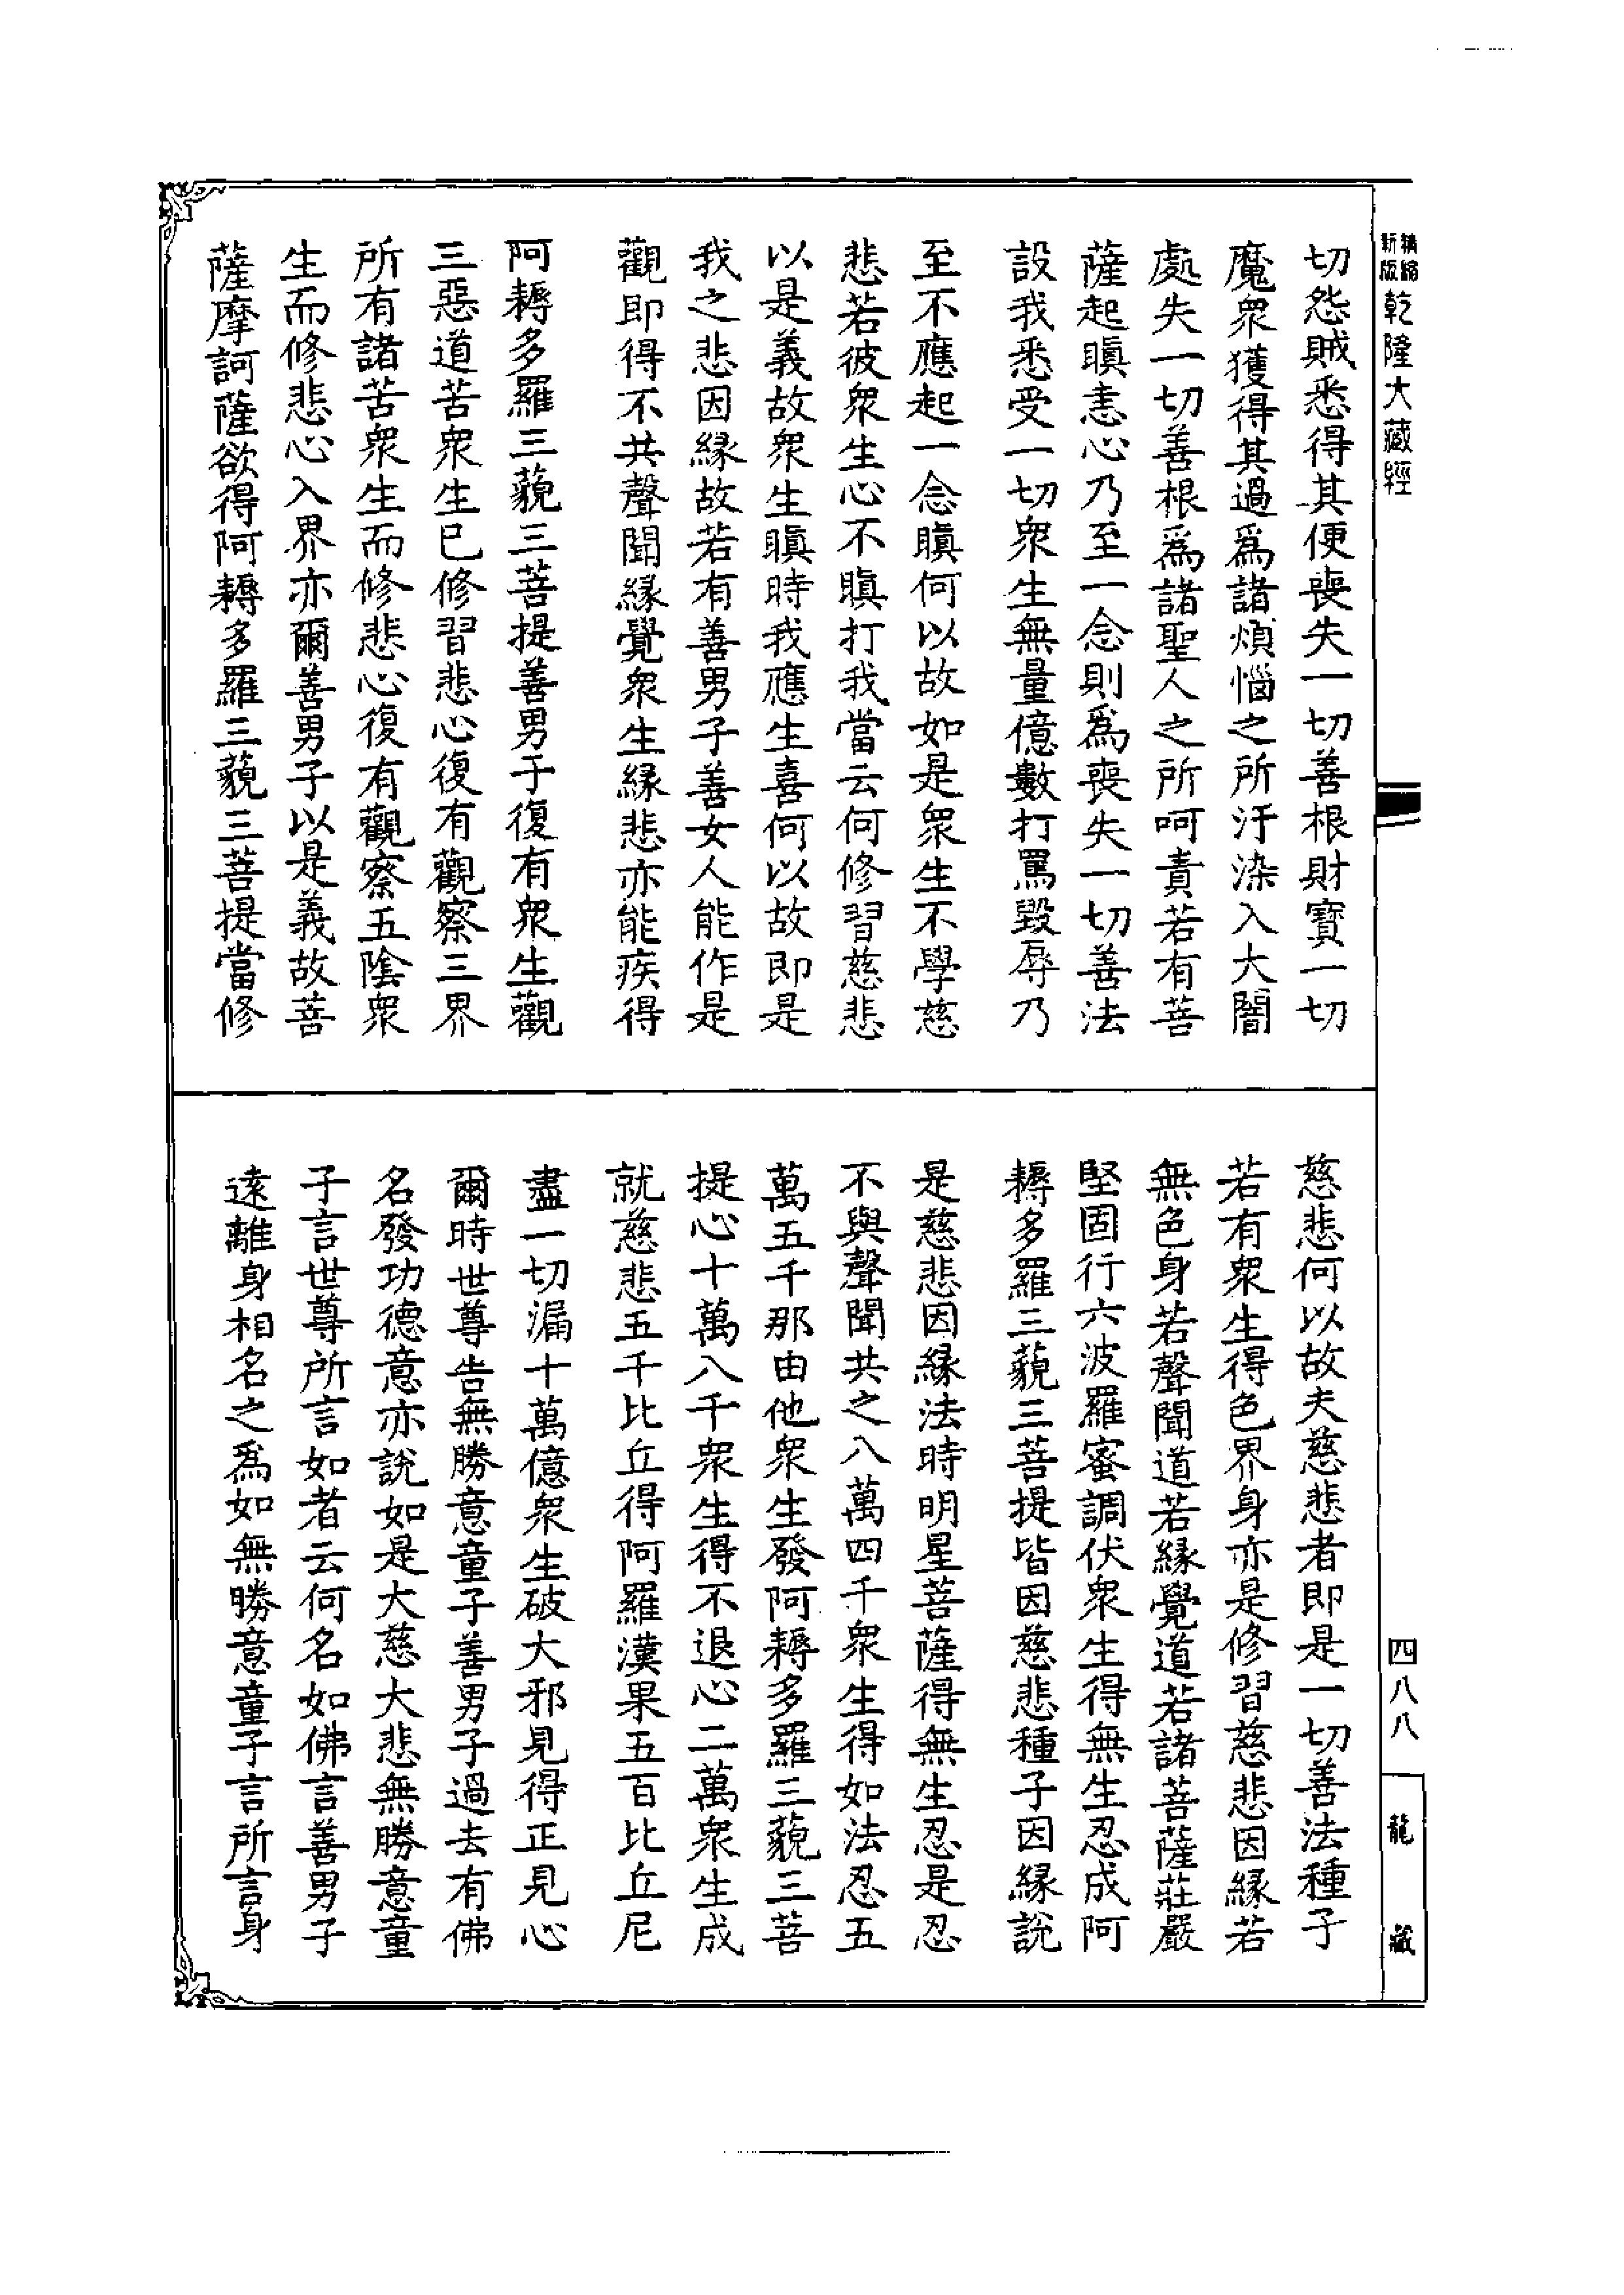 精縮新版乾隆大藏經
切怨賊悉得其便喪失一切善根財寶一切
魔衆獲得其過爲諸煩惱之所汙染入大闇
處失一切善根爲諸聖人之所呵責若有菩
薩起瞋恚心乃至一念則爲喪失一切善法
設我悉受一切衆生無量億數打罵毀辱乃
至不應起一念瞋何以故如是衆生不學慈
悲若彼衆生心不瞋打我當云何修習慈悲
以是義故衆生瞋時我應生喜何以故即是
我之悲因緣故若有善男子善女人能作是
觀即得不共聲聞緣覺衆生緣悲亦能疾得
阿耨多羅三藐三菩提善男子復有衆生觀
三惡道苦衆生已修習悲心復有觀察三界
所有諸苦衆生而修悲心復有觀察五陰衆
生而修悲心入界亦爾善男子以是義故菩
薩摩訶薩欲得阿耨多羅三藐三菩提當修
慈悲何以故夫慈悲者即是一切善法種子
若有衆生得色界身亦是修習慈悲因緣若
無色身若聲聞道若緣覺道若諸菩薩莊嚴
堅固行六波羅蜜調伏衆生得無生忍成阿
耨多羅三藐三菩提皆因慈悲種子因緣說
是慈悲因緣法時明星菩薩得無生忍是忍
不與聲聞共之八萬四千衆生得如法忍五
萬五千那由他衆生發阿耨多羅三藐三菩
提心十萬八千衆生得不退心二萬衆生成
就慈悲五千比丘得阿羅漢果五百比丘尼
盡一切漏十萬億衆生破大邪見得正見心
爾時世尊告無勝意童子善男子過去有佛
名發功德意亦說如是大慈大悲無勝意童
子言世尊所言如者云何名如佛言善男子
遠離身相名之爲如無勝意童子言所言身
四八八
龍藏